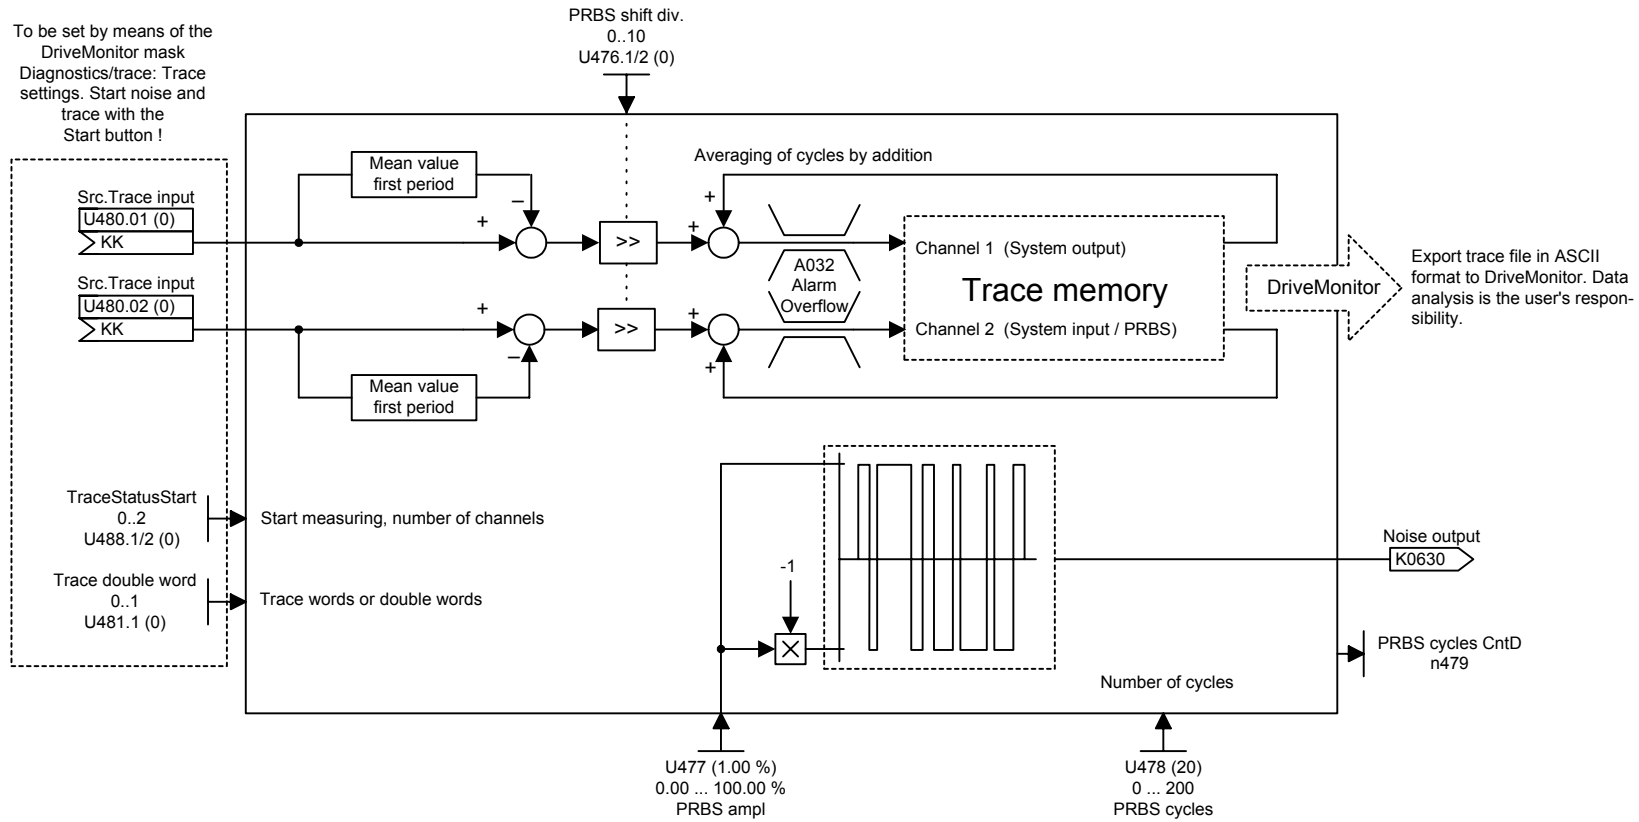 PRBS shift div.
0..10
U476.1/2 (0)
To be set by means of the
DriveMonitor mask
Diagnostics/trace: Trace
settings. Start noise and
trace with the
Start button !
Mean value
first period
Averaging of cycles by addition
Src.Trace input
U480.01 (0)
KK
+
–
>>
+
+
Channel 1 (System output)
A032
Alarm
Overflow
Trace memory
DriveMonitor
Export trace file in ASCII
format to DriveMonitor. Data
analysis is the user's respon-
sibility.
Src.Trace input
U480.02 (0)
KK
+
–
>>
+
+
Channel 2 (System input / PRBS)
Mean value
first period
TraceStatusStart
0..2
U488.1/2 (0)
Start measuring, number of channels
Trace double word
0..1
U481.1 (0)
Trace words or double words
-1
Noise output
K0630
PRBS cycles CntD
n479
Number of cycles
U477 (1.00 %)
0.00 ... 100.00 %
PRBS ampl
U478 (20)
0 ... 200
PRBS cycles